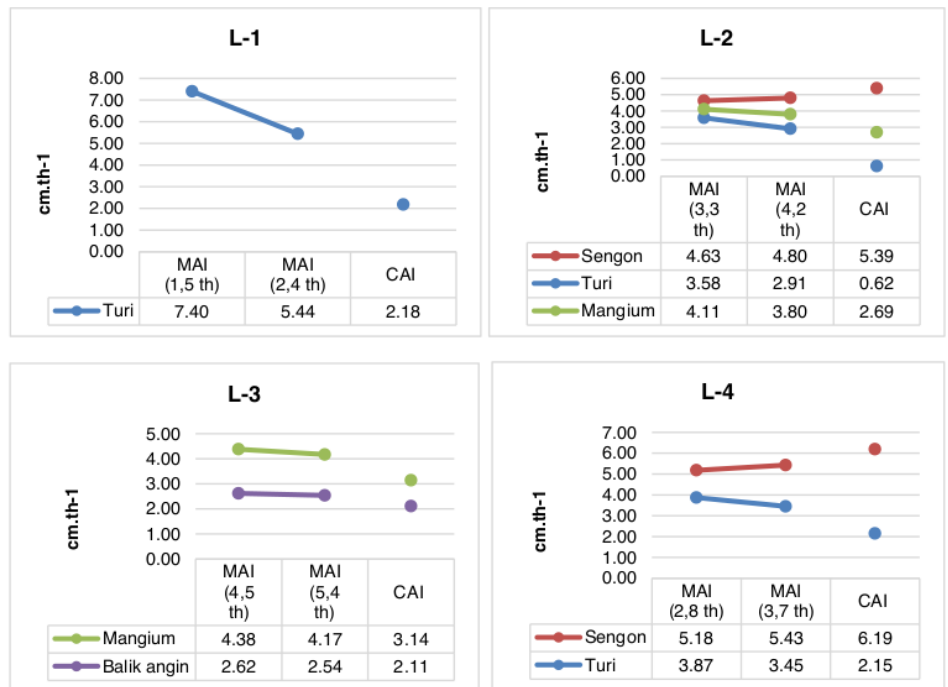 L-1
cm.th-1
8.00
7.00
6.00
5.00
4.00
3.00
2.00
1.00
0.00
MAI (1,5 th) MAI (2,4 th) CAI
Turi 7.40 5.44 2.18
L-2
cm.th-1
6.00
5.00
4.00
3.00
2.00
1.00
0.00
MAI (3,3 th) MAI (4,2 th) CAI
Sengon 4.63 4.80 5.39
Turi 3.58 2.91 0.62
Mangium 4.11 3.80 2.69
L-3
cm.th-1
5.00
4.00
3.00
2.00
1.00
0.00
MAI (4,5 th) MAI (5,4 th) CAI
Mangium 4.38 4.17 3.14
Balik angin 2.62 2.54 2.11
L-4
cm.th-1
7.00
6.00
5.00
4.00
3.00
2.00
1.00
0.00
MAI (2,8 th) MAI (3,7 th) CAI
Sengon 5.18 5.43 6.19
Turi 3.87 3.45 2.15